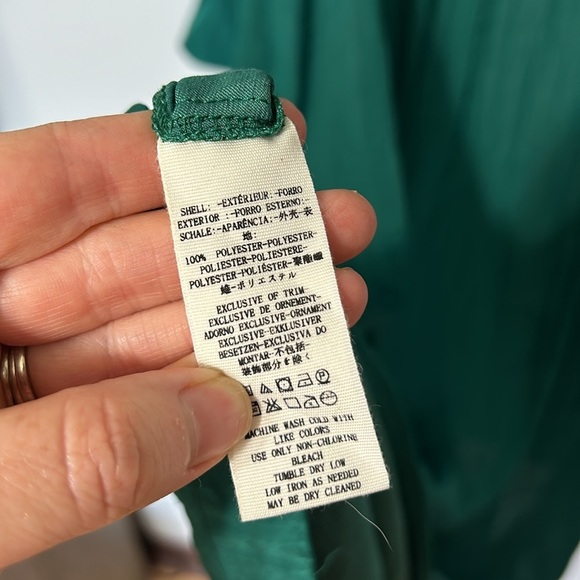 SHELL: -EXTÉRIEUR: -FORRO
EXTERIOR : -FORRO ESTERNO:
SCHALE: -APARÊNCIA: -外壳-表
地:
100% POLYESTER-POLYESTER-
POLIESTER-POLIESTERE-
POLYESTER-POLIÉSTER-聚酯纖
維-ポリエステル
EXCLUSIVE OF TRIM-
EXCLUSIVE DE ORNEMENT-
ADORNO EXCLUSIVE-ORNAMENT
EXCLUSIVE-EXKLUSIVER
BESETZEN-EXCLUSIVA DO
MONTAR-不包括-
装飾部分を除く
MACHINE WASH COLD WITH
LIKE COLORS
USE ONLY NON-CHLORINE
BLEACH
TUMBLE DRY LOW
LOW IRON AS NEEDED
MAY BE DRY CLEANED